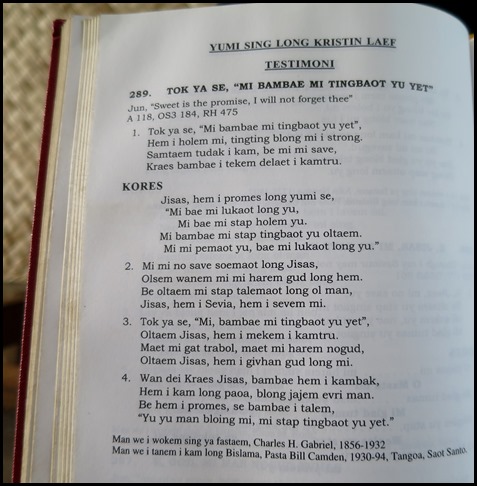 YUMI SING LONG KRISTIN LAEF
TESTIMONI
289. TOK YA SE, "MI BAMBAE MI TINGBAOT YU YET"
Jun, "Sweet is the promise, I will not forget thee"
A 118, OS3 184, RH 475
1. Tok ya se, "Mi bambae mi tingbaot yu yet",
Hem i holem mi, tingting blong mi i strong.
Samtaem tudak i kam, be mi mi save,
Kraes bambae i tekem delaet i kamtru.
KORES
Jisas, hem i promes long yumi se,
"Mi bae mi lukaot long yu,
Mi bae mi stap holem yu.
Mi bambae mi stap tingbaot yu oltaem.
Mi mi pemaot yu, bae mi lukaot long yu."
2. Mi mi no save soemaot long Jisas,
Olsem wanem mi mi harem gud long hem.
Be oltaem mi stap talemaot long ol man,
Jisas, hem i Sevia, hem i sevem mi.
3. Tok ya se, "Mi, bambae mi tingbaot yu yet",
Oltaem Jisas, hem i mekem i kamtru.
Maet mi gat trabol, maet mi harem nogud,
Oltaem Jisas, hem i givhan gud long mi.
4. Wan dei Kraes Jisas, bambae hem i kambak,
Hem i kam long paoa, blong jajem evri man.
Be hem i promes, se bambae i talem,
"Yu yu man bloing mi, mi stap tingbaot yu yet."
Man we i wokem sing ya fastaem, Charles H. Gabriel, 1856-1932
Man we i tanem i kam long Bislama, Pasta Bill Camden, 1930-94, Tangoa, Saot Santo.